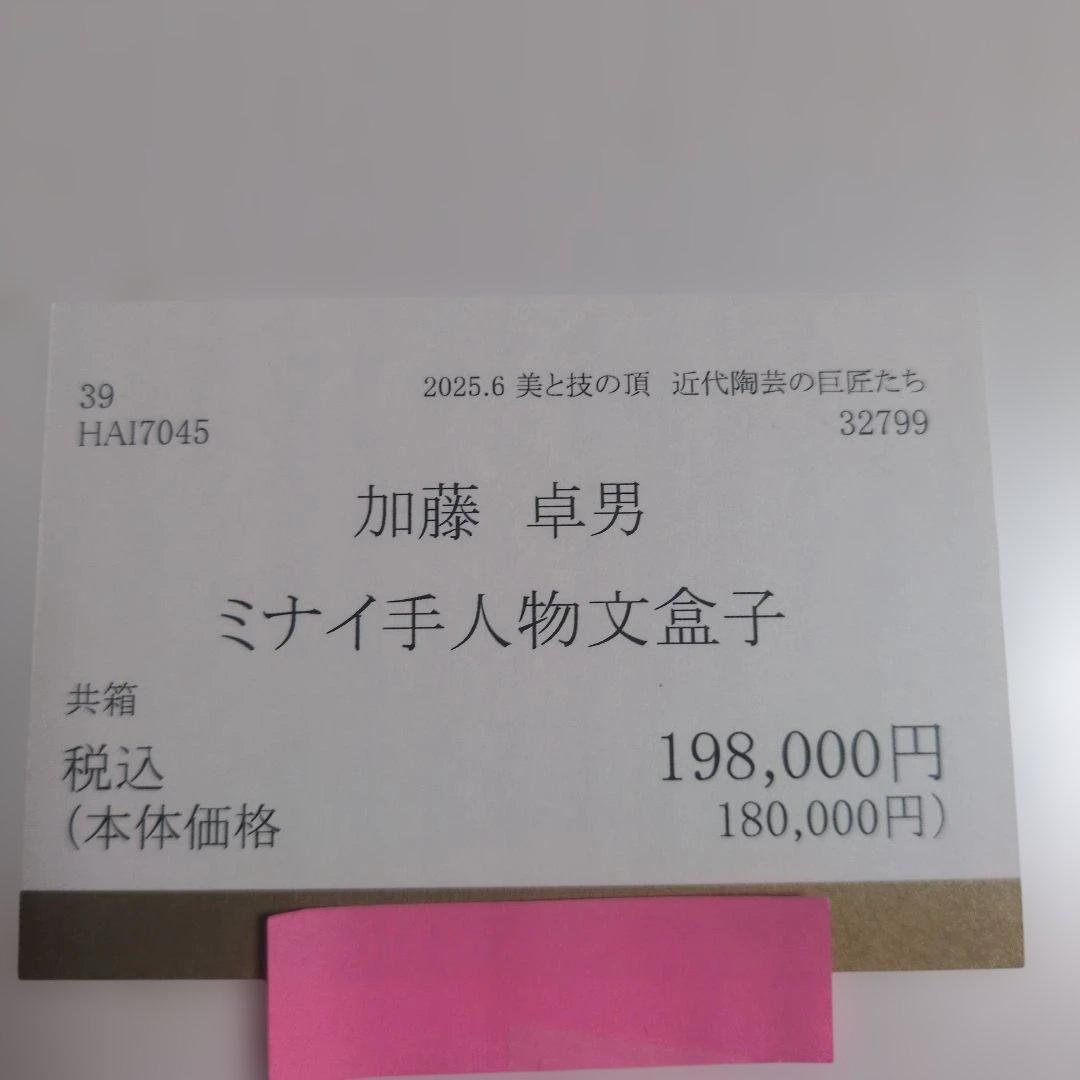 39
2025.6 美と技の頂 近代陶芸の巨匠たち
HAI7045
32799
加藤 卓男
ミナイ手人物文盒子
共箱
税込 198,000円
(本体価格 180,000円)